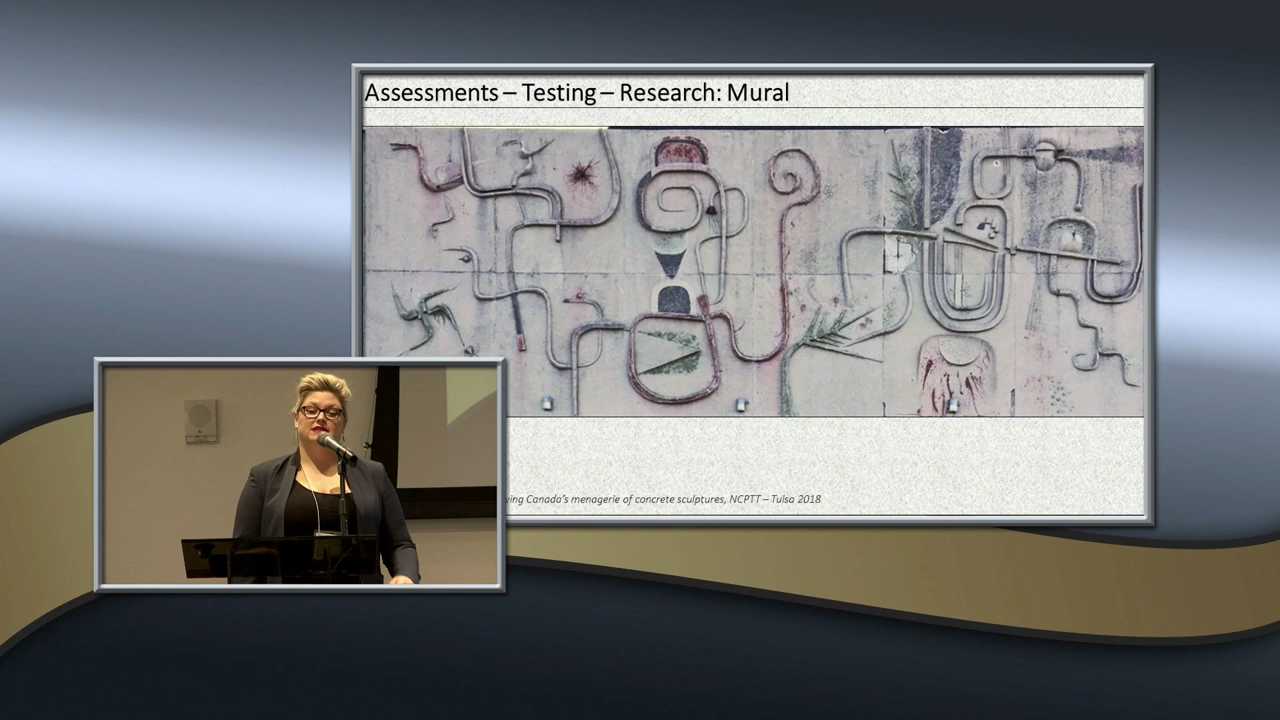 Assessments – Testing – Research: Mural
Canada's menagerie of concrete sculptures, NCPTT – Tulsa 2018